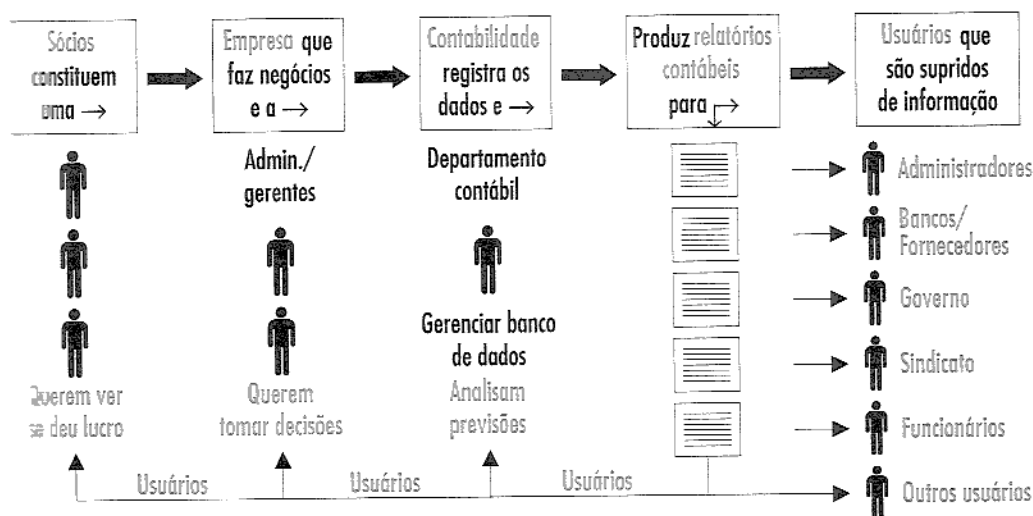 Sócios
constituem
uma →
Empresa que
faz negócios
e a →
Contabilidade
registra os
dados e →
Produz relatórios
contábeis
para
Usuários que
são supridos
de informação
Admin./
gerentes
Departamento
contábil
Gerenciar banco
de dados
Querem ver
se deu lucro
Querem
tomar decisões
Analisam
previsões
Administradores
Bancos/
Fornecedores
Governo
Sindicato
Funcionários
Outros usuários
Usuários
Usuários
Usuários